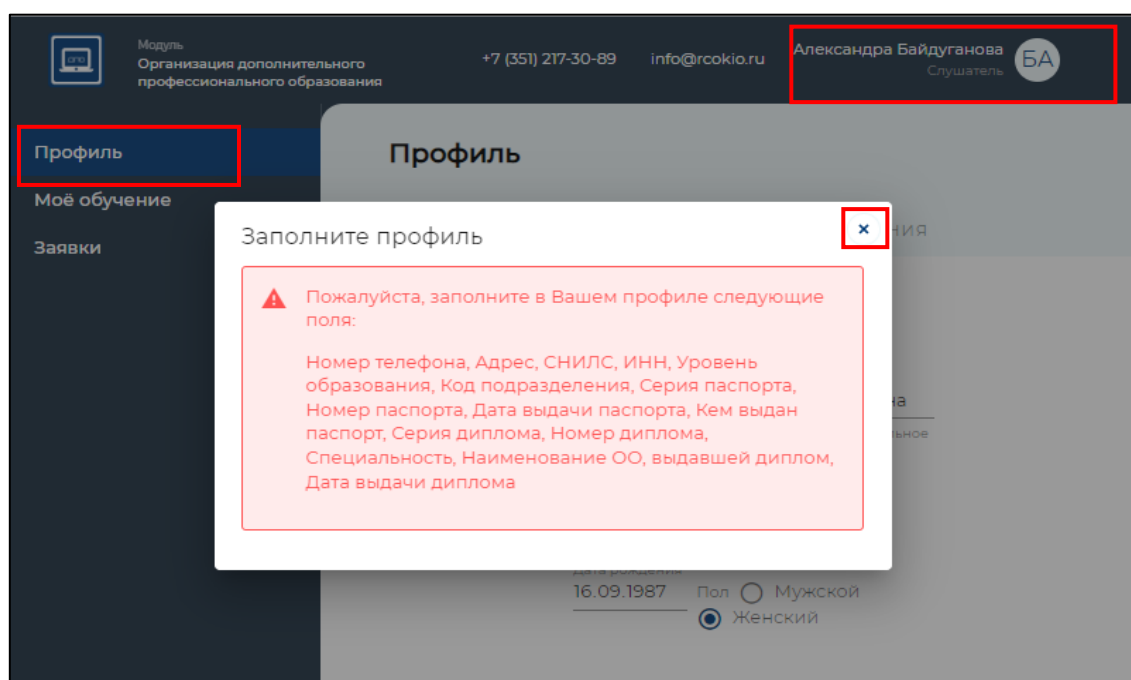 Модуль
Организация дополнительного
профессионального образования
+7 (351) 217-30-89
info@rcokio.ru
Александра Байдуганова
Слушатель
БА
Профиль
Моё обучение
Заявки
Профиль
Заполните профиль
×
Пожалуйста, заполните в Вашем профиле следующие
поля:
Номер телефона, Адрес, СНИЛС, ИНН, Уровень
образования, Код подразделения, Серия паспорта,
Номер паспорта, Дата выдачи паспорта, Кем выдан
паспорт, Серия диплома, Номер диплома,
Специальность, Наименование ОО, выдавшей диплом,
Дата выдачи диплома
Дата рождения
16.09.1987
Пол
Мужской
Женский